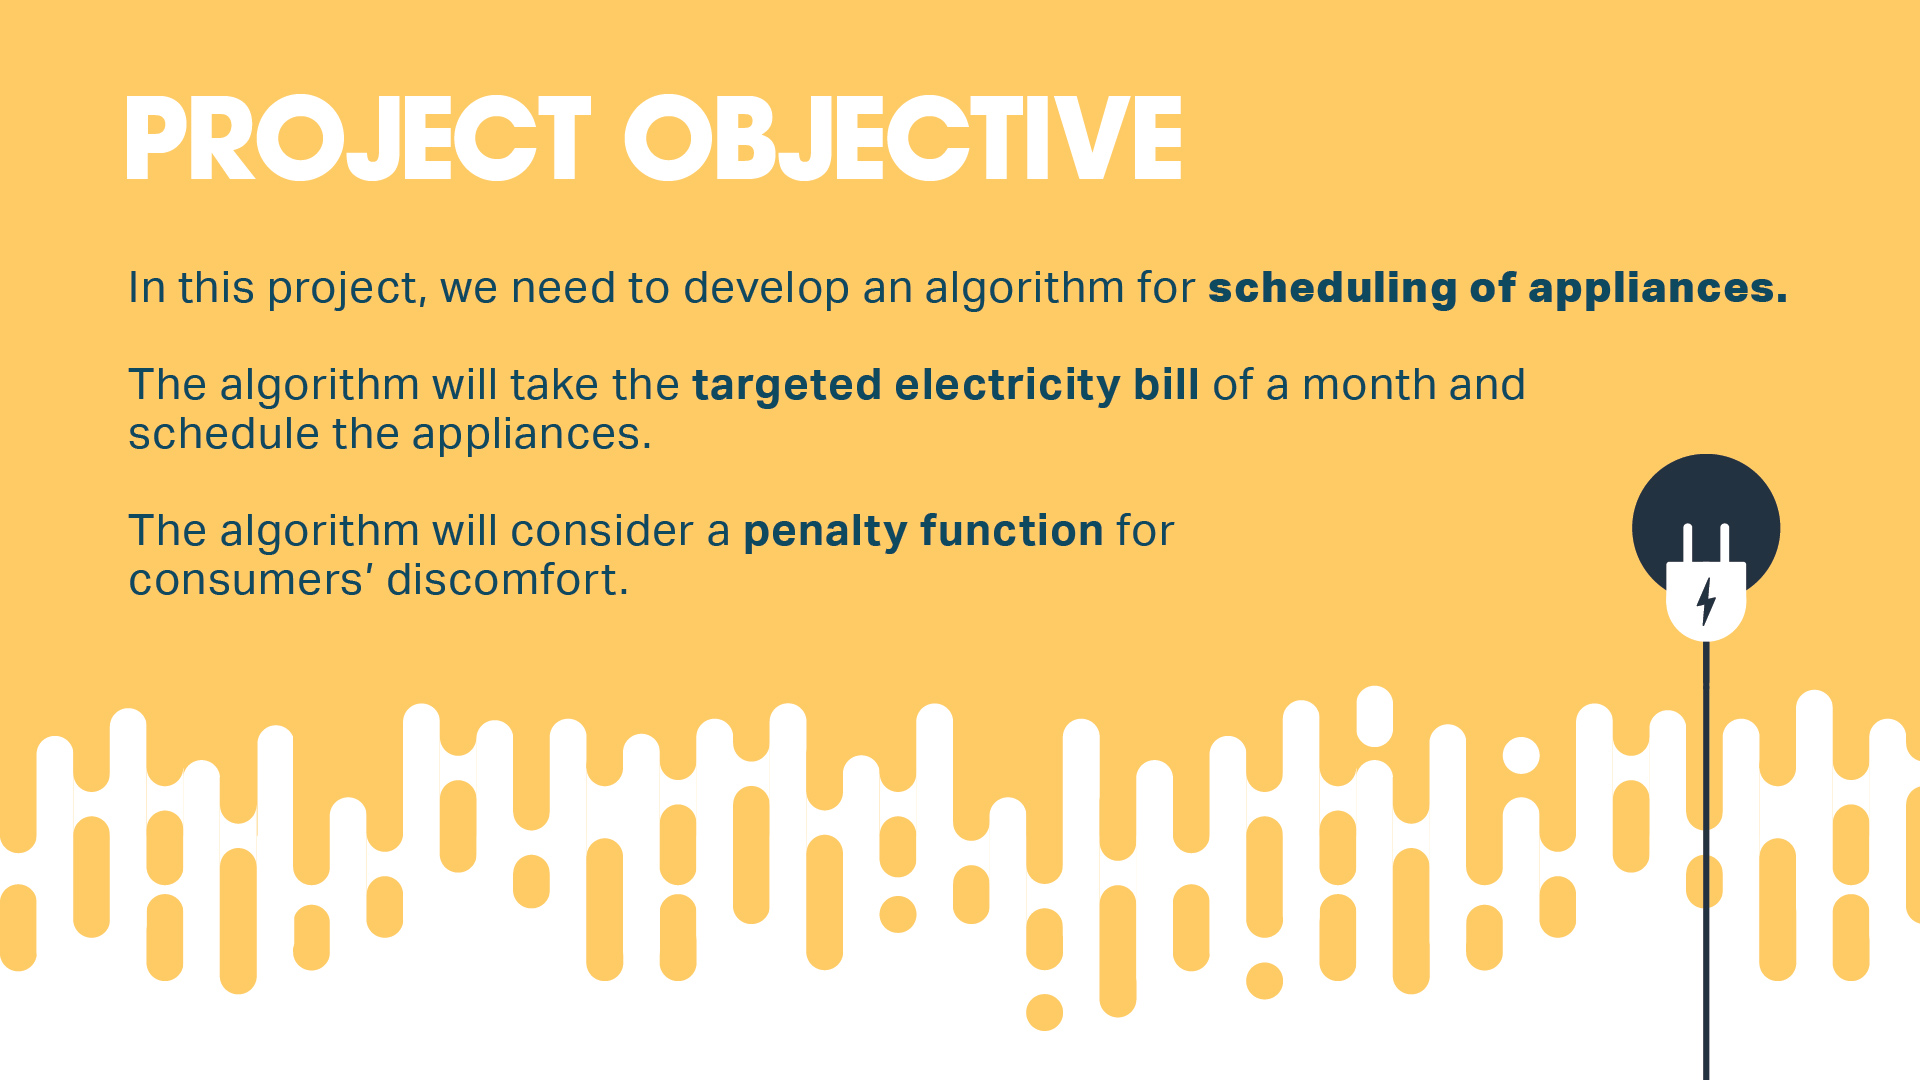 PROJECT OBJECTIVE
In this project, we need to develop an algorithm for scheduling of appliances.
The algorithm will take the targeted electricity bill of a month and
schedule the appliances.
The algorithm will consider a penalty function for
consumers’ discomfort.